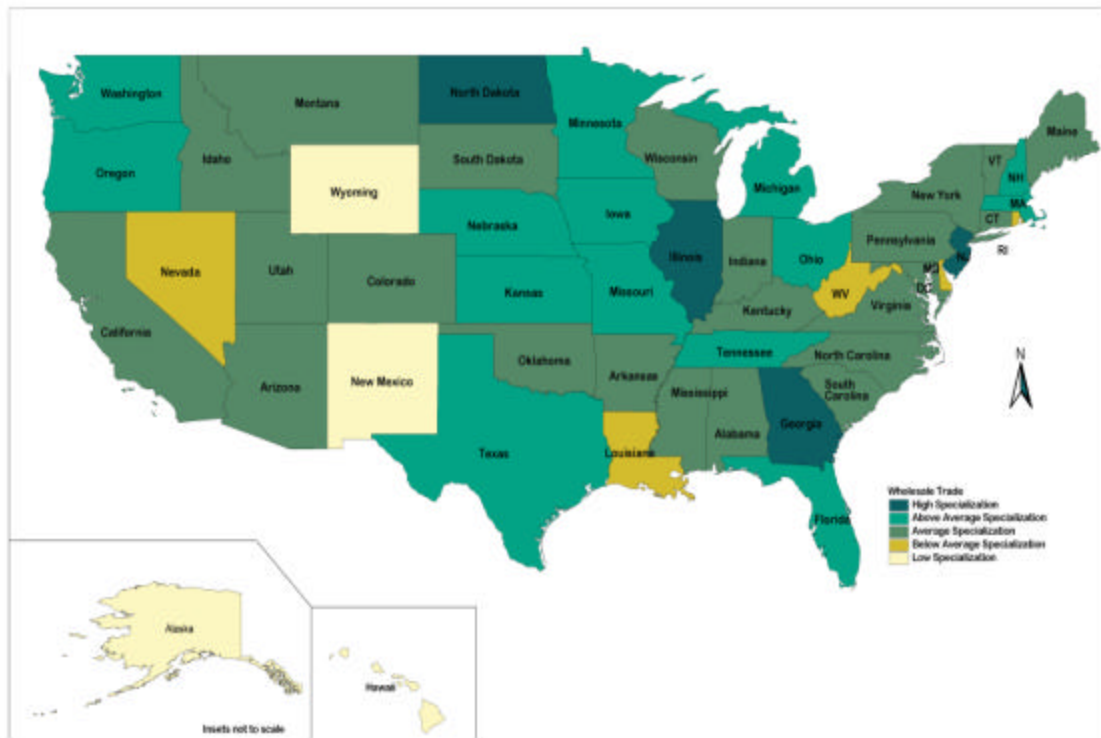 Washington
Montana
North Dakota
Minnesota
Maine
Oregon
Idaho
South Dakota
Wisconsin
VT
NH
Wyoming
Michigan
New York
MA
Nebraska
Iowa
CT
RI
Nevada
Utah
Colorado
Illinois
Indiana
Ohio
Pennsylvania
NJ
MD
DC
Kansas
Missouri
WV
Virginia
Kentucky
California
Tennessee
North Carolina
Oklahoma
Arkansas
Arizona
New Mexico
Mississippi
South
Carolina
Alabama
Georgia
Texas
Louisiana
Florida
N
Wholesale Trade
High Specialization
Above Average Specialization
Average Specialization
Below Average Specialization
Low Specialization
Alaska
Hawaii
Insets not to scale